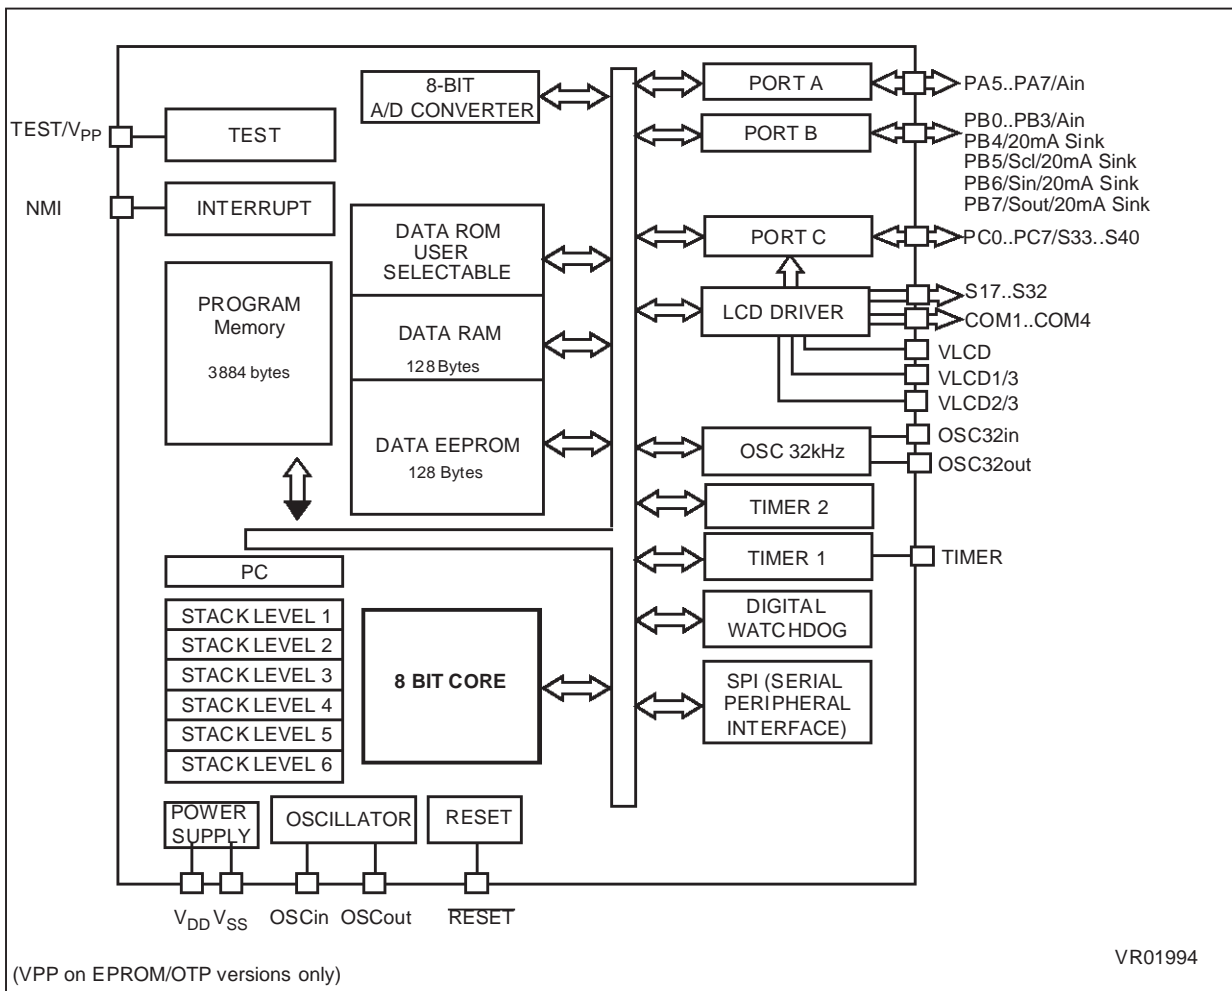 8-BIT
A/D CONVERTER
PORT A
PA5..PA7/Ain
TEST/VPP
TEST
PORT B
PB0..PB3/Ain
PB4/20mA Sink
PB5/Scl/20mA Sink
PB6/Sin/20mA Sink
PB7/Sout/20mA Sink
NMI
INTERRUPT
DATA ROM
USER
SELECTABLE
PORT C
PC0..PC7/S33..S40
PROGRAM
Memory
3884 bytes
DATA RAM
128 Bytes
LCD DRIVER
S17..S32
COM1..COM4
VLCD
VLCD1/3
VLCD2/3
DATA EEPROM
128 Bytes
OSC 32kHz
OSC32in
OSC32out
TIMER 2
TIMER 1
TIMER
PC
STACK LEVEL 1
STACK LEVEL 2
STACK LEVEL 3
STACK LEVEL 4
STACK LEVEL 5
STACK LEVEL 6
8 BIT CORE
DIGITAL
WATCHDOG
SPI (SERIAL
PERIPHERAL
INTERFACE)
POWER
SUPPLY
OSCILLATOR
RESET
VDD VSS
OSCin OSCout
RESET
VR01994
(VPP on EPROM/OTP versions only)